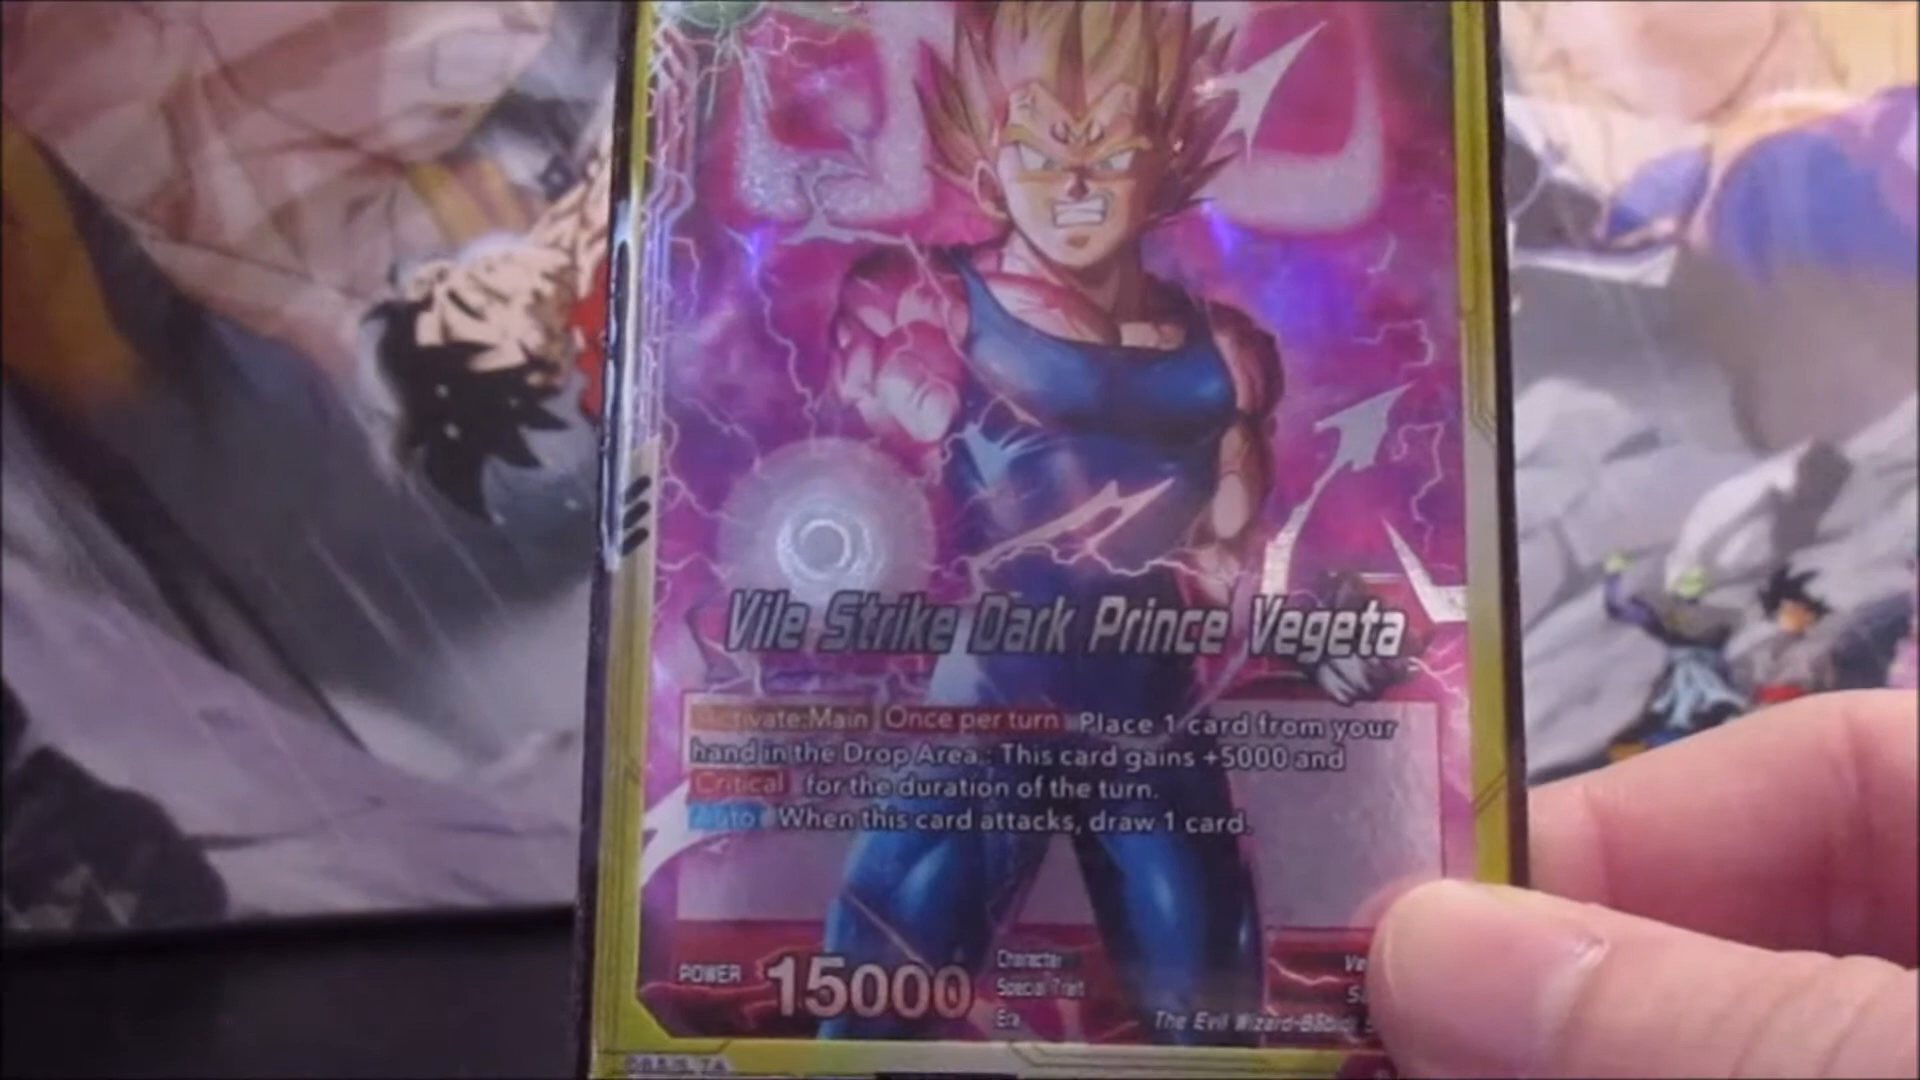 Vile Strike Dark Prince Vegeta
Activate:Main Once per turn Place 1 card from your
hand in the Drop Area : This card gains +5000 and
Critical for the duration of the turn.
Auto When this card attacks, draw 1 card.
POWER 15000
Character
Special Trait
Era The Evil Wizard-Babidi